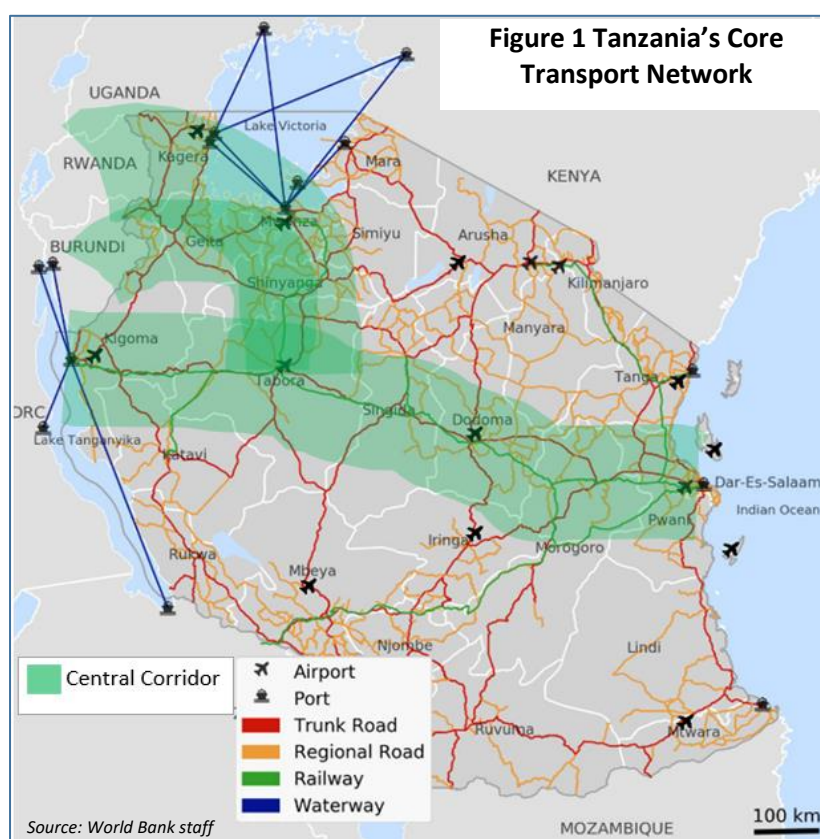 Figure 1 Tanzania's Core
Transport Network
UGANDA
Lake Victoria
Kagera
RWANDA
Mara
KENYA
Mwanza
Simiyu
Arusha
BURUNDI
Geita
Shinyanga
Kilimanjaro
Manyara
Kigoma
Tabora
Tanga
Singida
Dodoma
DRC
Lake Tanganyika
Katavi
Dar-Es-Salaam
Pwani
Indian Ocean
Iringa
Morogoro
Rukwa
Mbeya
Njombe
Lindi
Central Corridor
Airport
Port
Trunk Road
Regional Road
Railway
Waterway
Ruvuma
Mtwara
Source: World Bank staff
MOZAMBIQUE
100 km